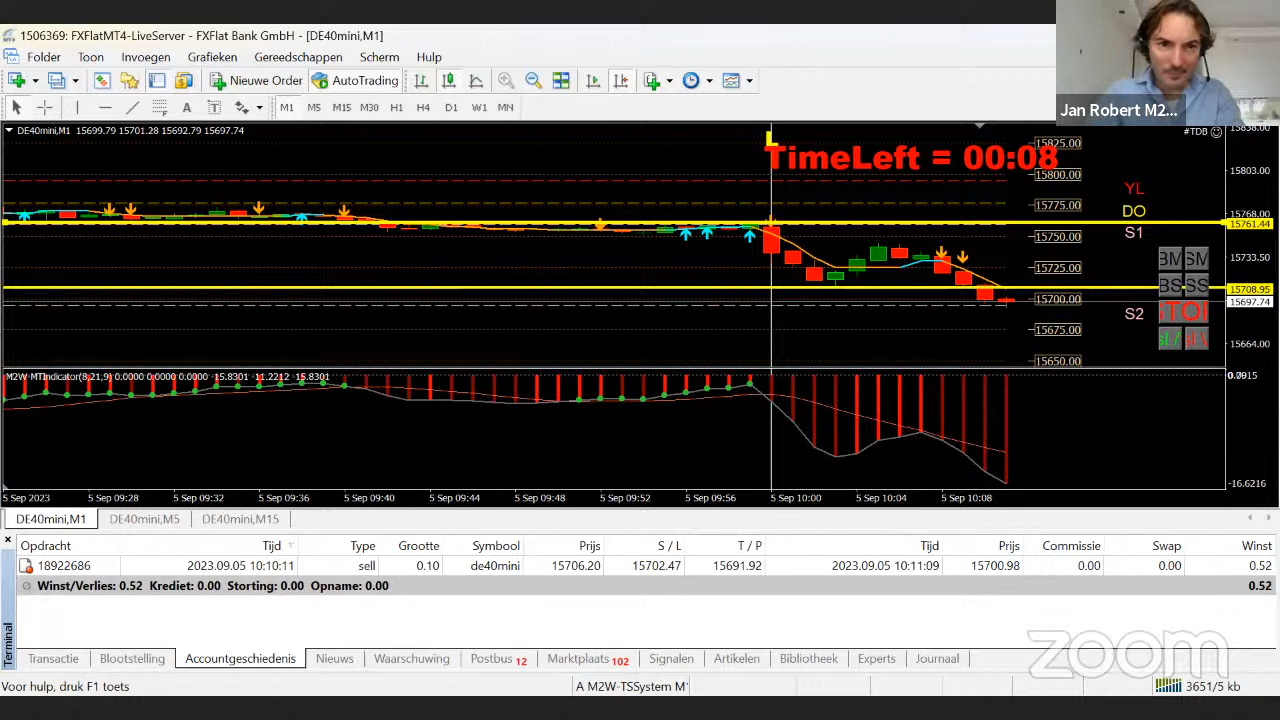 1506369: FXFlatMT4-LiveServer - FXFlat Bank GmbH - [DE40mini,M1]
Folder Toon Invoegen Grafieken Gereedschappen Scherm Hulp
Nieuwe Order AutoTrading
M1 M5 M15 M30 H1 H4 D1 W1 MN
Jan Robert M2...
DE40mini,M1 15699.79 15701.28 15692.79 15697.74
#TDB
L
TimeLeft = 00:08
15825.00
15800.00
15775.00
15750.00
15725.00
15700.00
15675.00
15650.00
YL
DO
S1
S2
BM SM
BS SS
15838.00
15803.00
15768.00
15761.44
15733.50
15708.95
15697.74
15664.00
M2W-MTIndicator(8,21,9) 0.0000 0.0000 0.0000 -15.8301 -11.2212 -15.8301
-16.6216
5 Sep 2023 5 Sep 09:28 5 Sep 09:32 5 Sep 09:36 5 Sep 09:40 5 Sep 09:44 5 Sep 09:48 5 Sep 09:52 5 Sep 09:56 5 Sep 10:00 5 Sep 10:04 5 Sep 10:08
DE40mini,M1 DE40mini,M5 DE40mini,M15
Opdracht Tijd Type Grootte Symbool Prijs S / L T / P Tijd Prijs Commissie Swap Winst
18922686 2023.09.05 10:10:11 sell 0.10 de40mini 15706.20 15702.47 15691.92 2023.09.05 10:11:09 15700.98 0.00 0.00 0.52
Winst/Verlies: 0.52 Krediet: 0.00 Storting: 0.00 Opname: 0.00 0.52
Terminal
Transactie Blootstelling Accountgeschiedenis Nieuws Waarschuwing Postbus 12 Marktplaats 102 Signalen Artikelen Bibliotheek Experts Journaal
zoom
Voor hulp, druk F1 toets A M2W-TSSystem M 3651/5 kb